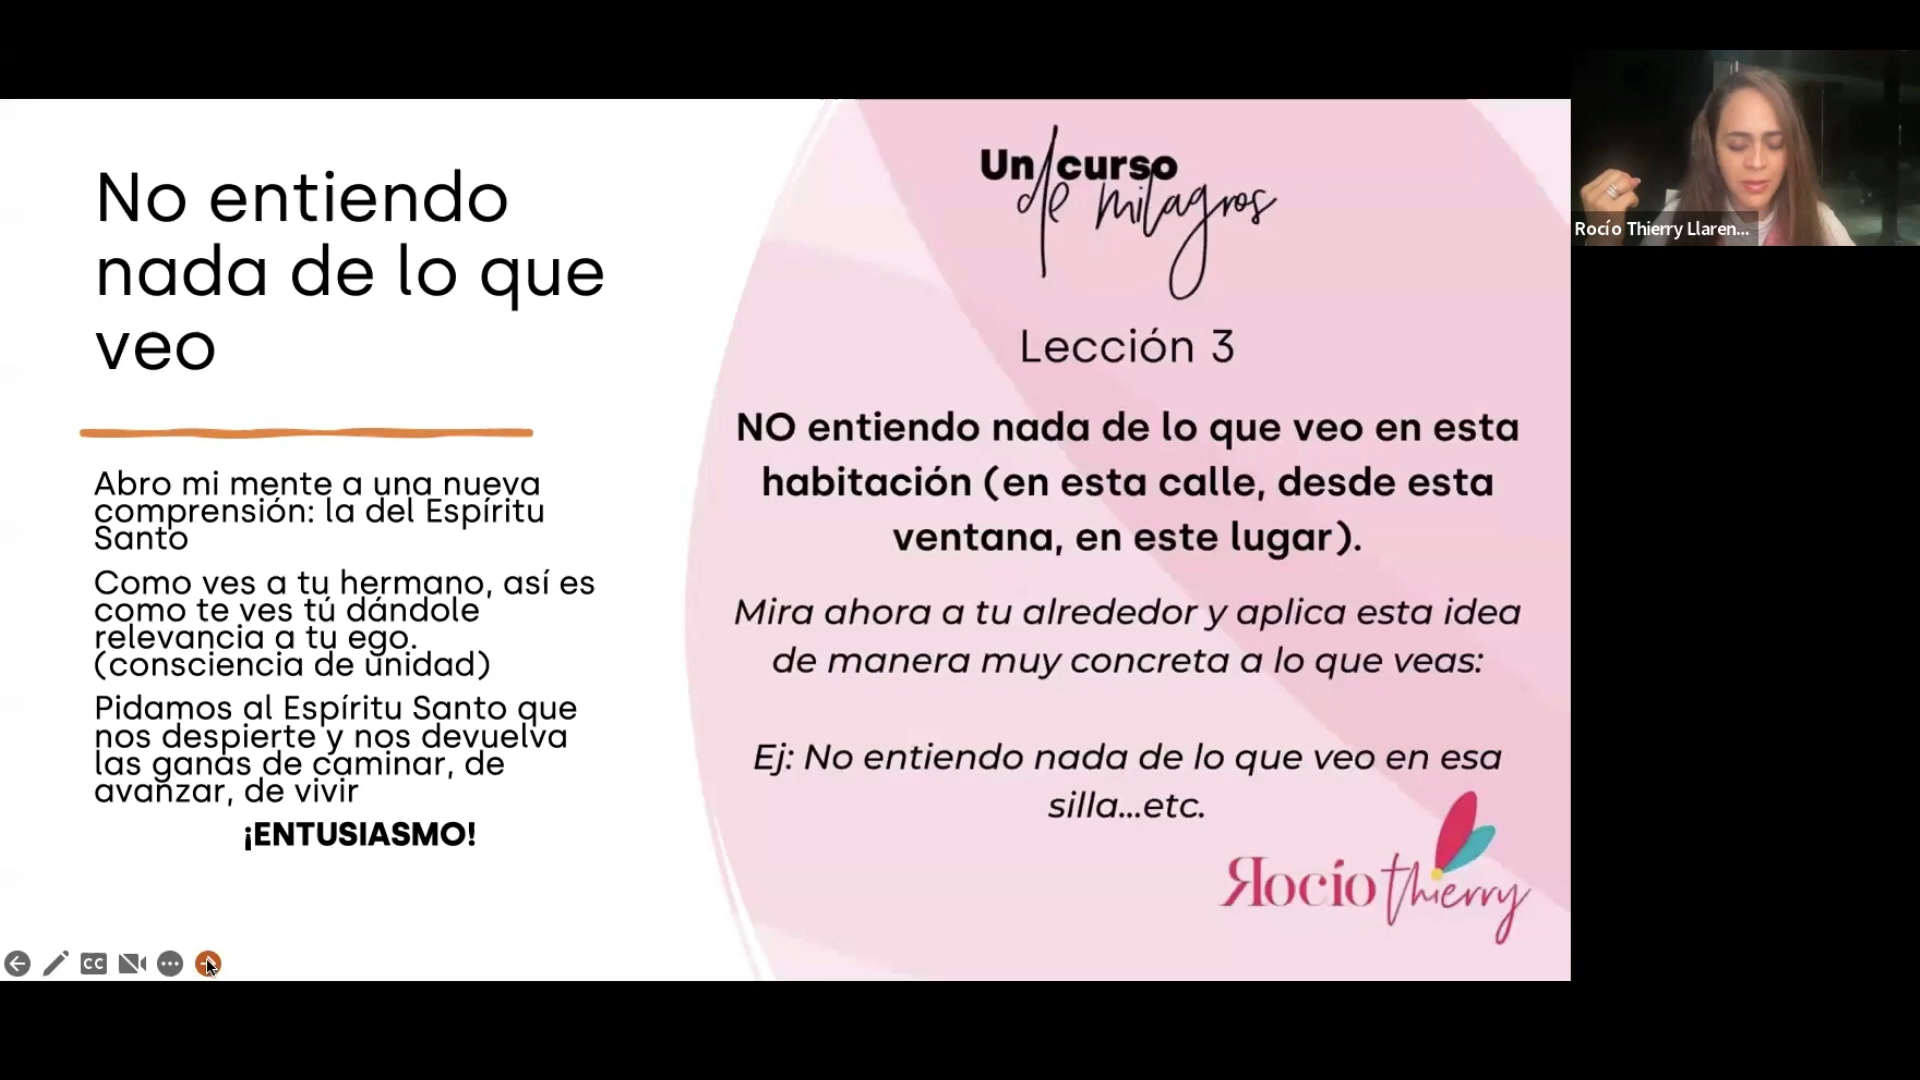 No entiendo
nada de lo que
veo
Abro mi mente a una nueva
comprensión: la del Espíritu
Santo
Como ves a tu hermano, así es
como te ves tú dándole
relevancia a tu ego.
(consciencia de unidad)
Pidamos al Espíritu Santo que
nos despierte y nos devuelva
las ganas de caminar, de
avanzar, de vivir
¡ENTUSIASMO!
Un curso
de milagros
Lección 3
NO entiendo nada de lo que veo en esta
habitación (en esta calle, desde esta
ventana, en este lugar).
Mira ahora a tu alrededor y aplica esta idea
de manera muy concreta a lo que veas:
Ej: No entiendo nada de lo que veo en esa
silla...etc.
Rocío Thierry
Rocío Thierry Llaren...
CC